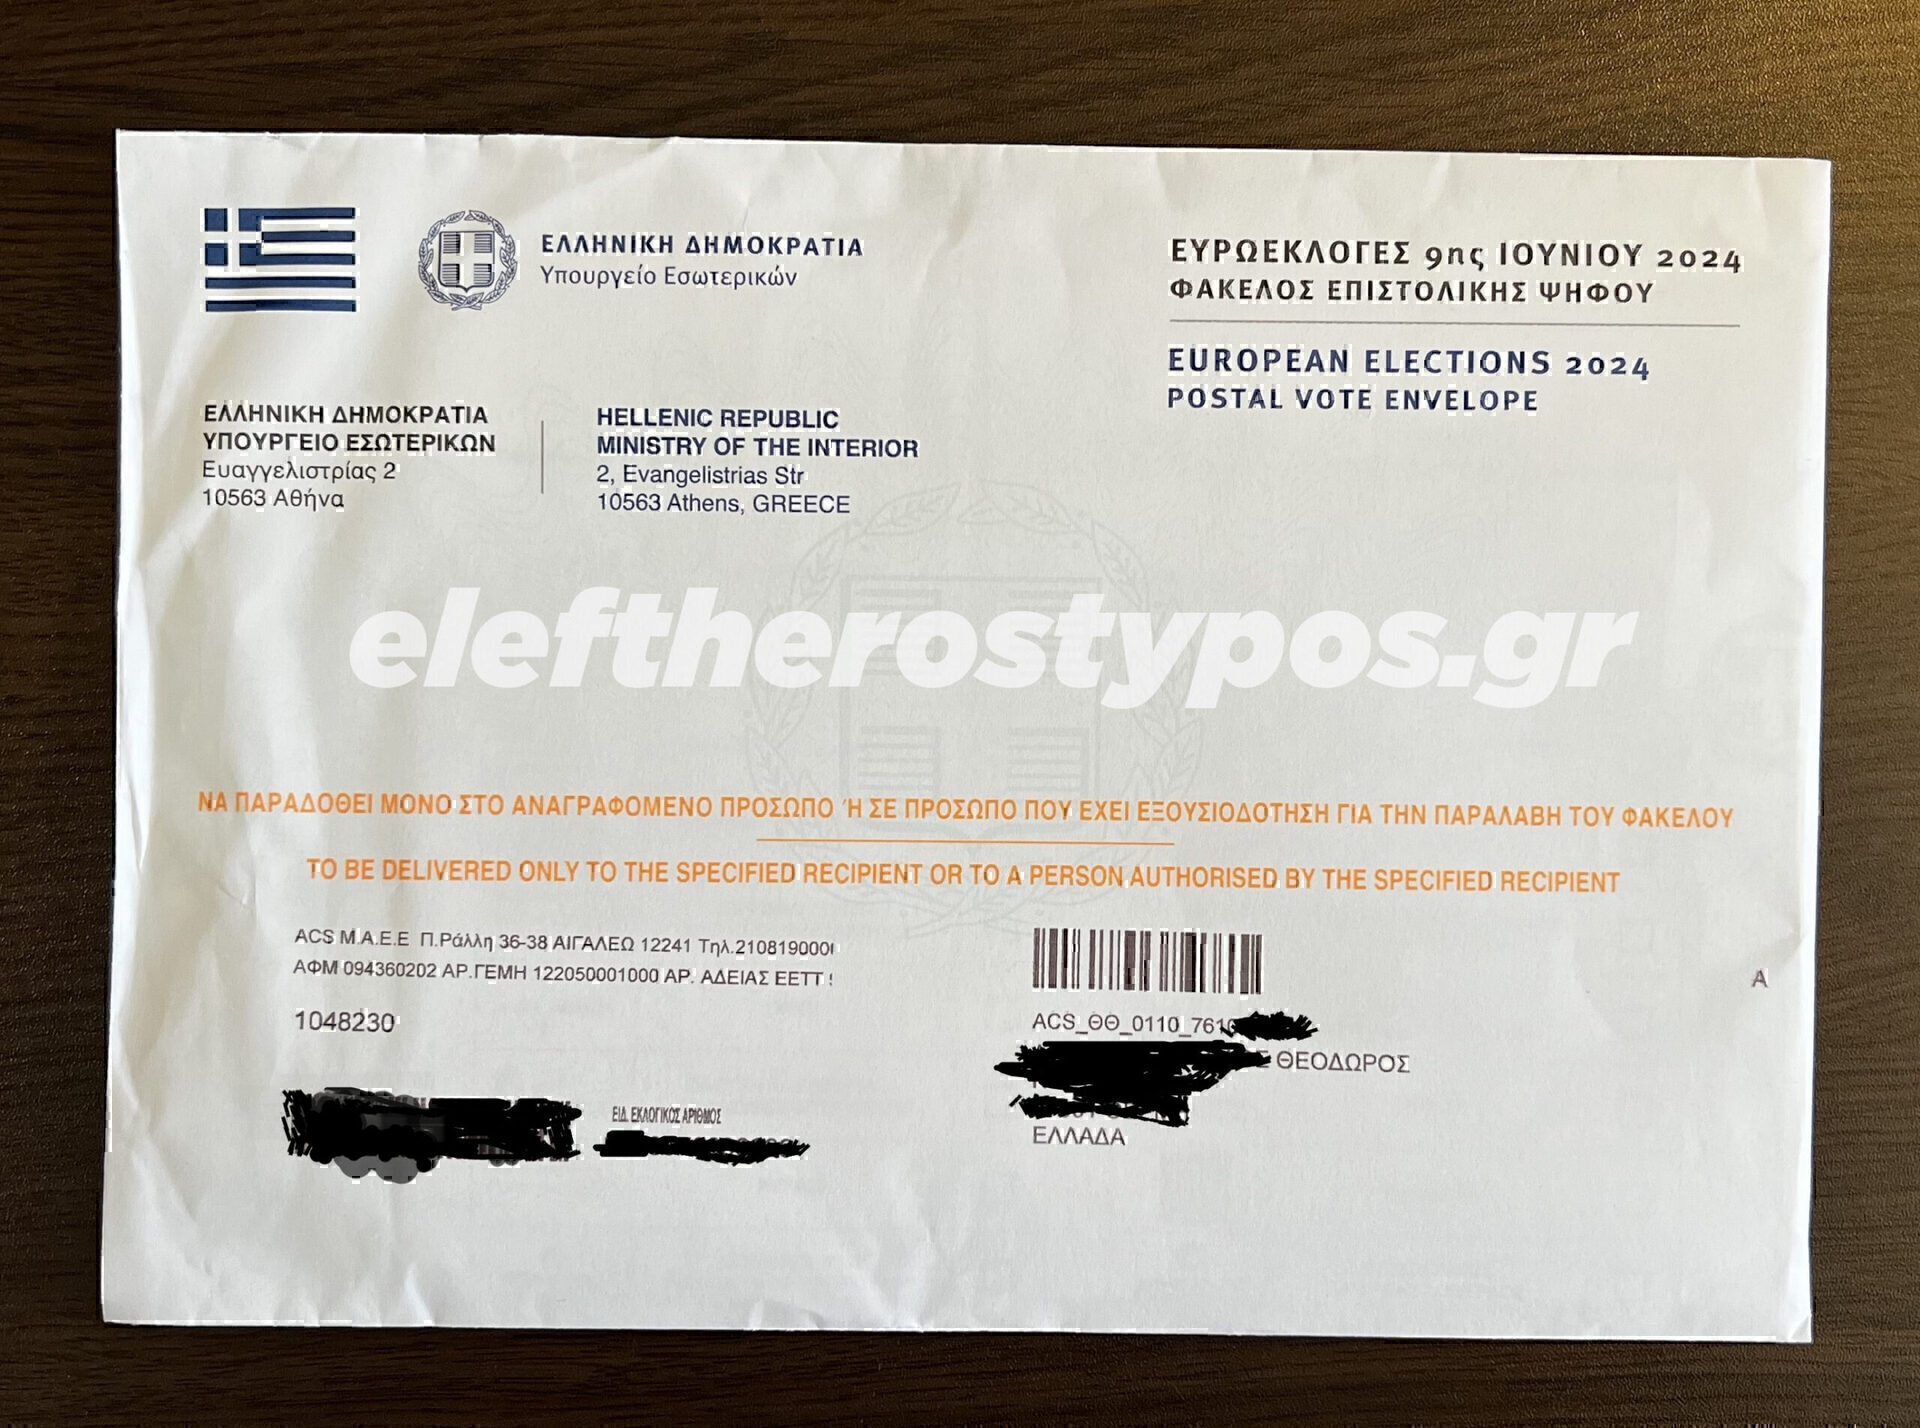 ΕΛΛΗΝΙΚΗ ΔΗΜΟΚΡΑΤΙΑ
Υπουργείο Εσωτερικών
ΕΥΡΩΕΚΛΟΓΕΣ 9ης ΙΟΥΝΙΟΥ 2024
ΦΑΚΕΛΟΣ ΕΠΙΣΤΟΛΙΚΗΣ ΨΗΦΟΥ
EUROPEAN ELECTIONS 2024
POSTAL VOTE ENVELOPE
ΕΛΛΗΝΙΚΗ ΔΗΜΟΚΡΑΤΙΑ
ΥΠΟΥΡΓΕΙΟ ΕΣΩΤΕΡΙΚΩΝ
Ευαγγελιστρίας 2
10563 Αθήνα
HELLENIC REPUBLIC
MINISTRY OF THE INTERIOR
2, Evangelistrias Str
10563 Athens, GREECE
eleftherostypos.gr
ΝΑ ΠΑΡΑΔΟΘΕΙ ΜΟΝΟ ΣΤΟ ΑΝΑΓΡΑΦΟΜΕΝΟ ΠΡΟΣΩΠΟ Ή ΣΕ ΠΡΟΣΩΠΟ ΠΟΥ ΕΧΕΙ ΕΞΟΥΣΙΟΔΟΤΗΣΗ ΓΙΑ ΤΗΝ ΠΑΡΑΛΑΒΗ ΤΟΥ ΦΑΚΕΛΟΥ
TO BE DELIVERED ONLY TO THE SPECIFIED RECIPIENT OR TO A PERSON AUTHORISED BY THE SPECIFIED RECIPIENT
ACS Μ.Α.Ε.Ε Π.Ράλλη 36-38 ΑΙΓΑΛΕΩ 12241 Τηλ.210819000
ΑΦΜ 094360202 ΑΡ.ΓΕΜΗ 122050001000 ΑΡ. ΑΔΕΙΑΣ ΕΕΤΤ
1048230
ΕΙΔ. ΕΚΛΟΓΙΚΟΣ ΑΡΙΘΜΟΣ
ACS_ΘΘ_0110_761
ΘΕΟΔΩΡΟΣ
ΕΛΛΑΔΑ
A